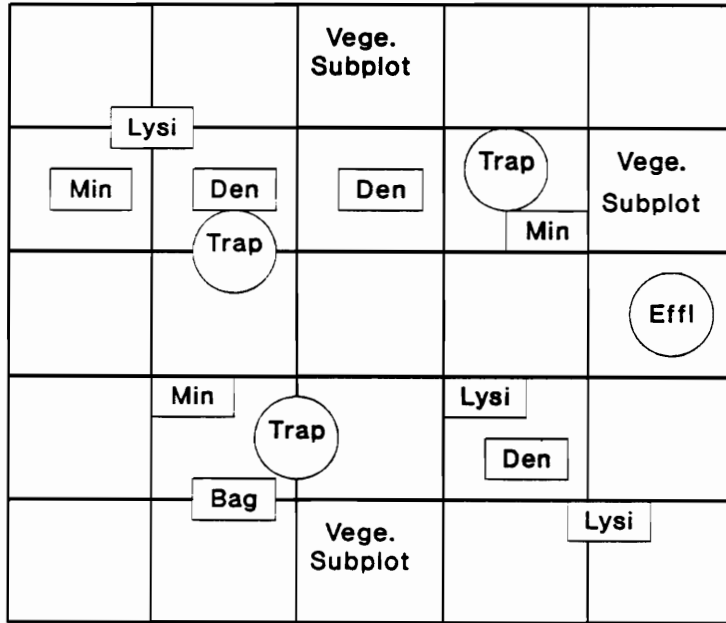 Vege.
Subplot
Lysi
Min
Den
Den
Trap
Vege.
Subplot
Min
Trap
Effl
Min
Trap
Lysi
Den
Bag
Vege.
Subplot
Lysi